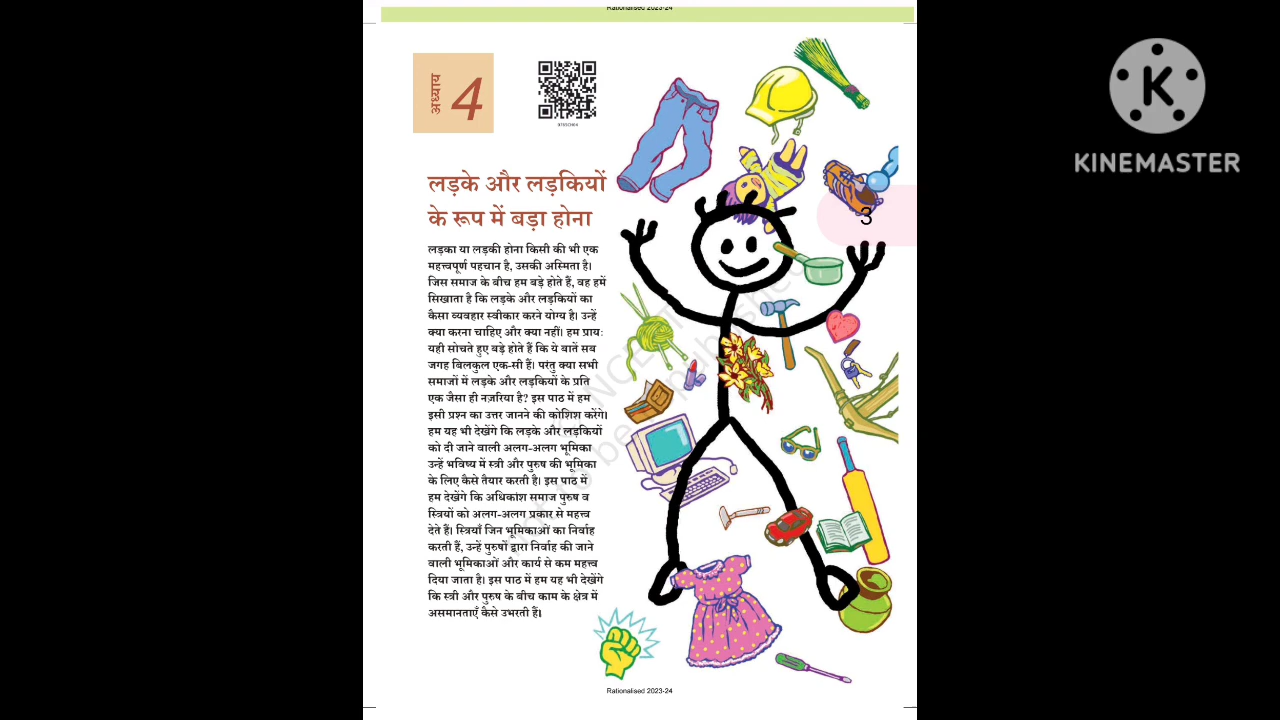 Rationalised 2023-24
अध्याय
4
लड़के और लड़कियों
के रूप में बड़ा होना
लड़का या लड़की होना किसी की भी एक
महत्त्वपूर्ण पहचान है, उसकी अस्मिता है।
जिस समाज के बीच हम बड़े होते हैं, वह हमें
सिखाता है कि लड़के और लड़कियों का
कैसा व्यवहार स्वीकार करने योग्य है। उन्हें
क्या करना चाहिए और क्या नहीं। हम प्रायः
यही सोचते हुए बड़े होते हैं कि ये बातें सब
जगह बिलकुल एक-सी हैं। परंतु क्या सभी
समाजों में लड़के और लड़कियों के प्रति
एक जैसा ही नज़रिया है? इस पाठ में हम
इसी प्रश्न का उत्तर जानने की कोशिश करेंगे।
हम यह भी देखेंगे कि लड़के और लड़कियों
को दी जाने वाली अलग-अलग भूमिका
उन्हें भविष्य में स्त्री और पुरुष की भूमिका
के लिए कैसे तैयार करती है। इस पाठ में
हम देखेंगे कि अधिकांश समाज पुरुष व
स्त्रियों को अलग-अलग प्रकार से महत्त्व
देते हैं। स्त्रियाँ जिन भूमिकाओं का निर्वाह
करती हैं, उन्हें पुरुषों द्वारा निर्वाह की जाने
वाली भूमिकाओं और कार्य से कम महत्त्व
दिया जाता है। इस पाठ में हम यह भी देखेंगे
कि स्त्री और पुरुष के बीच काम के क्षेत्र में
असमानताएँ कैसे उभरती हैं।
3
Rationalised 2023-24
K
KINEMASTER